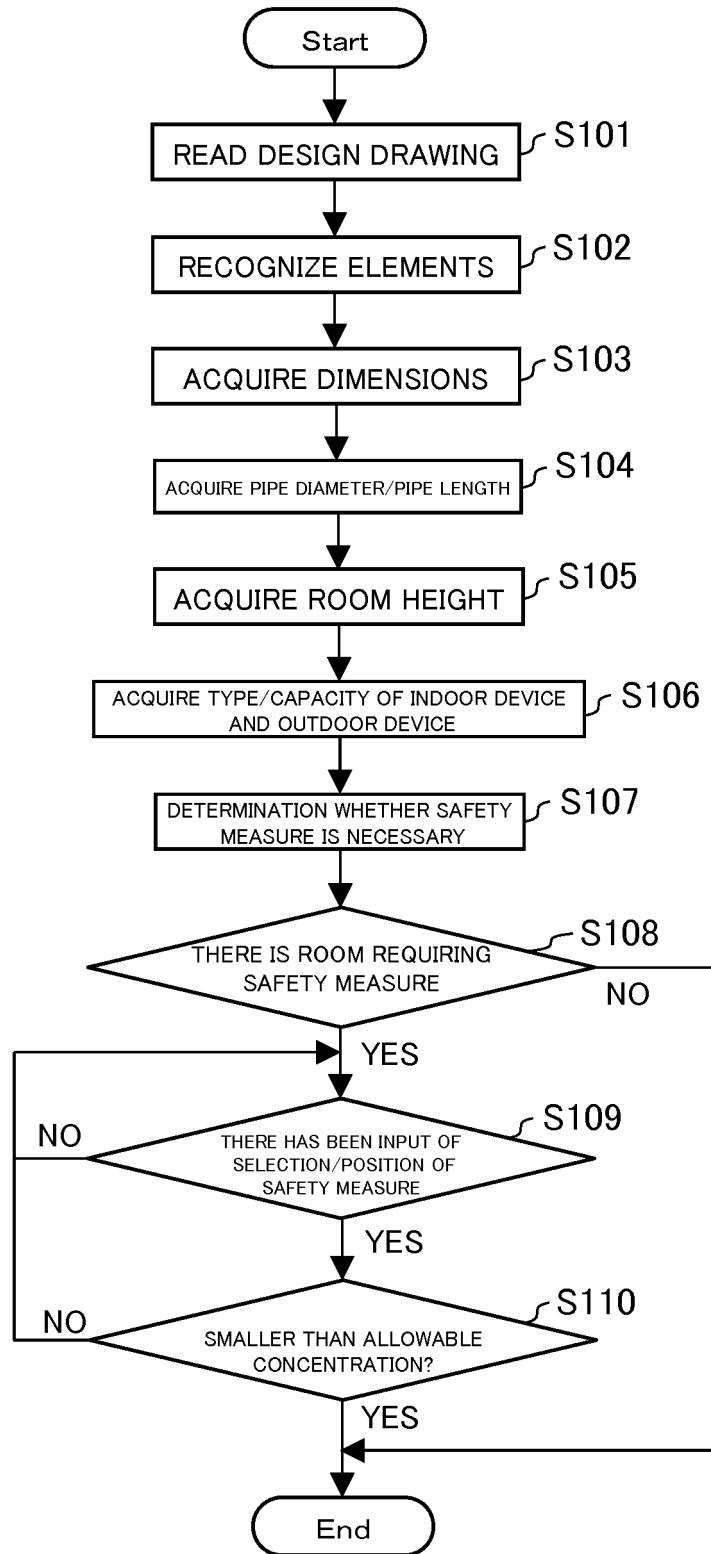 Start
READ DESIGN DRAWING
S101
RECOGNIZE ELEMENTS
S102
ACQUIRE DIMENSIONS
S103
ACQUIRE PIPE DIAMETER/PIPE LENGTH
S104
ACQUIRE ROOM HEIGHT
S105
ACQUIRE TYPE/CAPACITY OF INDOOR DEVICE
AND OUTDOOR DEVICE
S106
DETERMINATION WHETHER SAFETY
MEASURE IS NECESSARY
S107
THERE IS ROOM REQUIRING
SAFETY MEASURE
S108
NO
YES
THERE HAS BEEN INPUT OF
SELECTION/POSITION OF
SAFETY MEASURE
S109
NO
YES
SMALLER THAN ALLOWABLE
CONCENTRATION?
S110
NO
YES
End